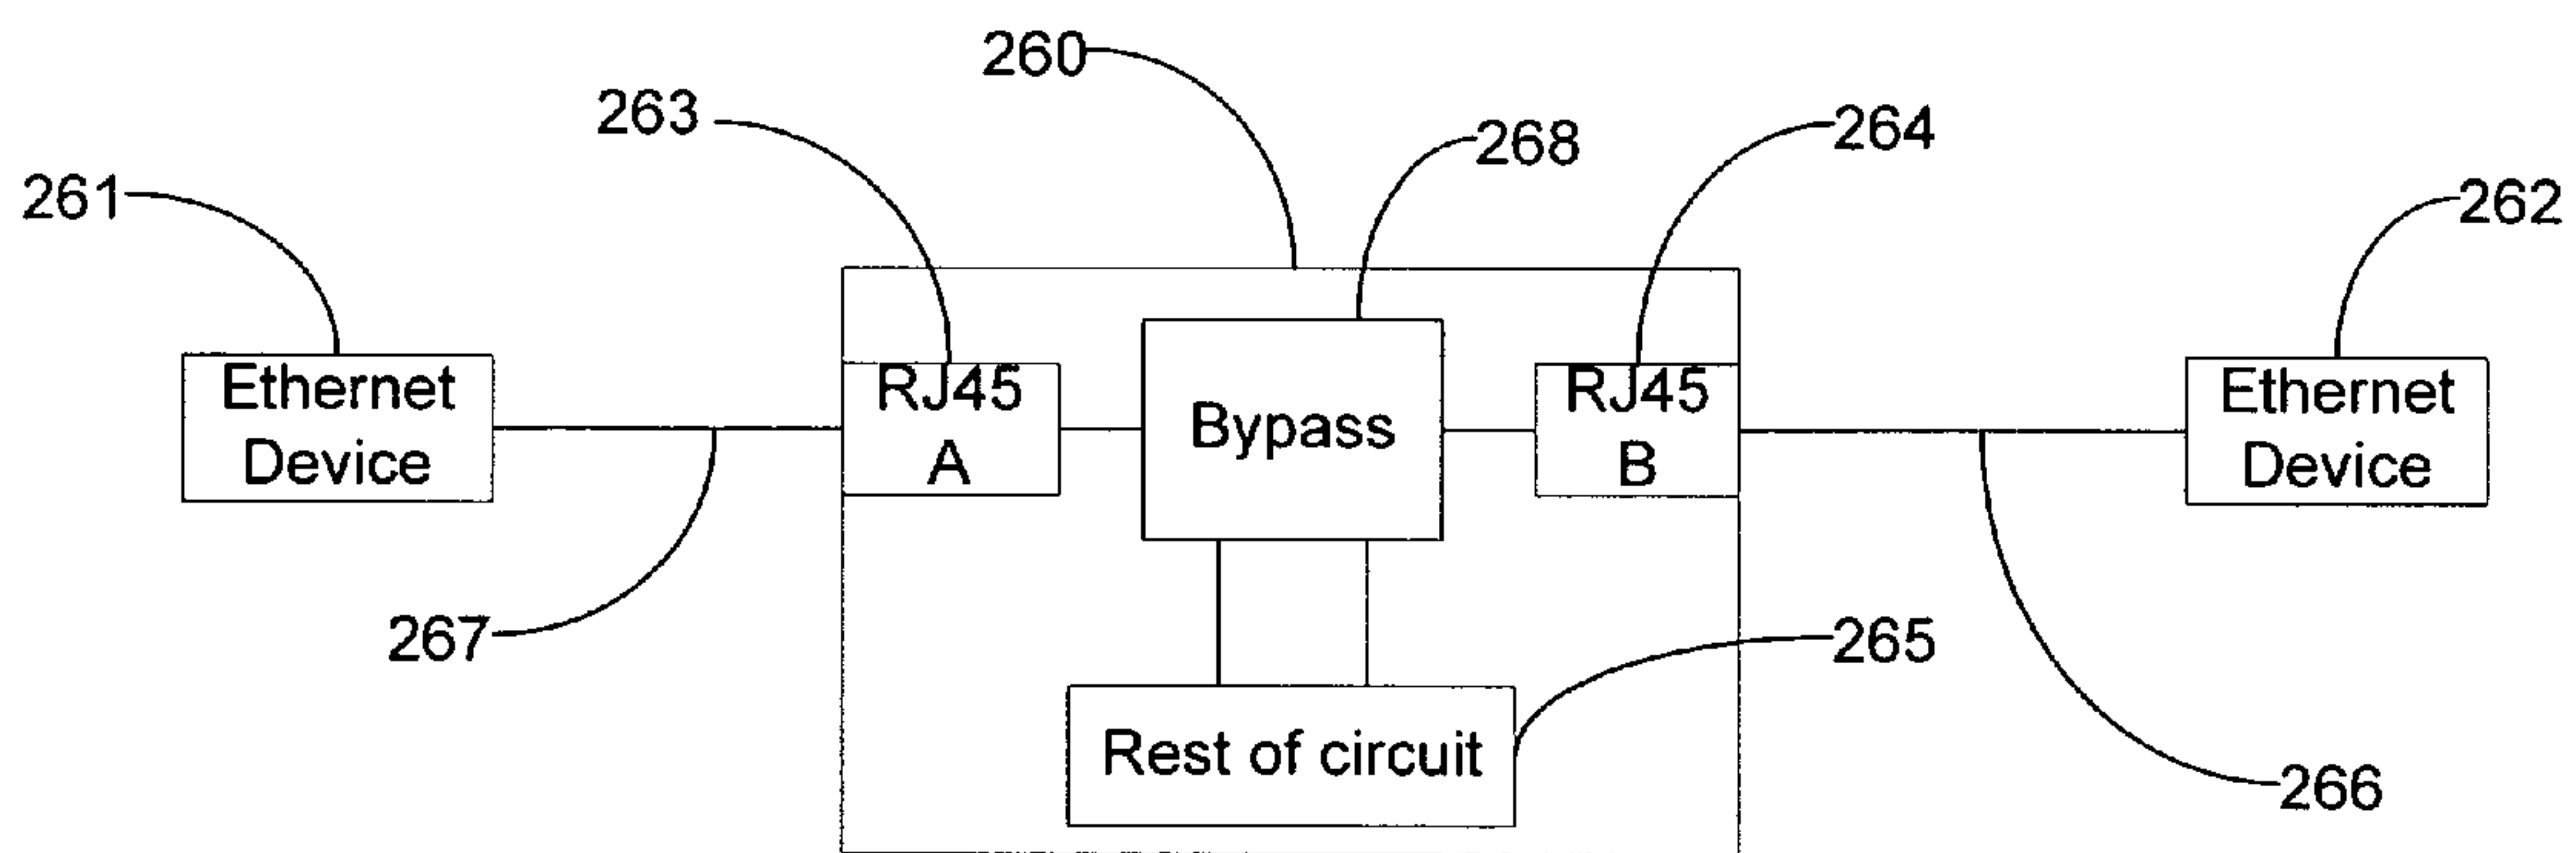 260
263
268
264
261
262
Ethernet
Device
RJ45
A
Bypass
RJ45
B
Ethernet
Device
267
265
Rest of circuit
266